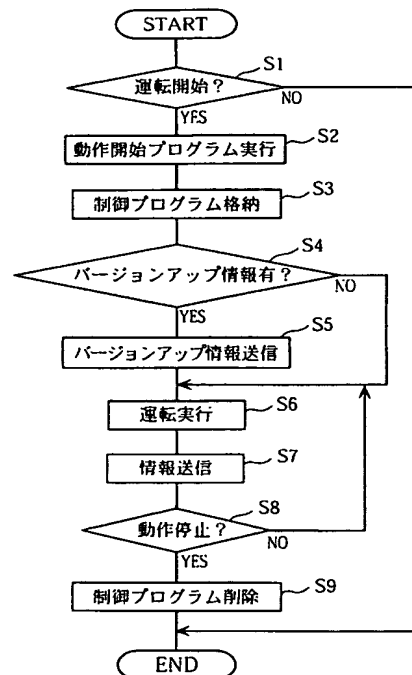 START
S1
運転開始?
NO
YES
S2
動作開始プログラム実行
S3
制御プログラム格納
S4
バージョンアップ情報有?
NO
YES
S5
バージョンアップ情報送信
S6
運転実行
S7
情報送信
S8
動作停止?
NO
YES
S9
制御プログラム削除
END